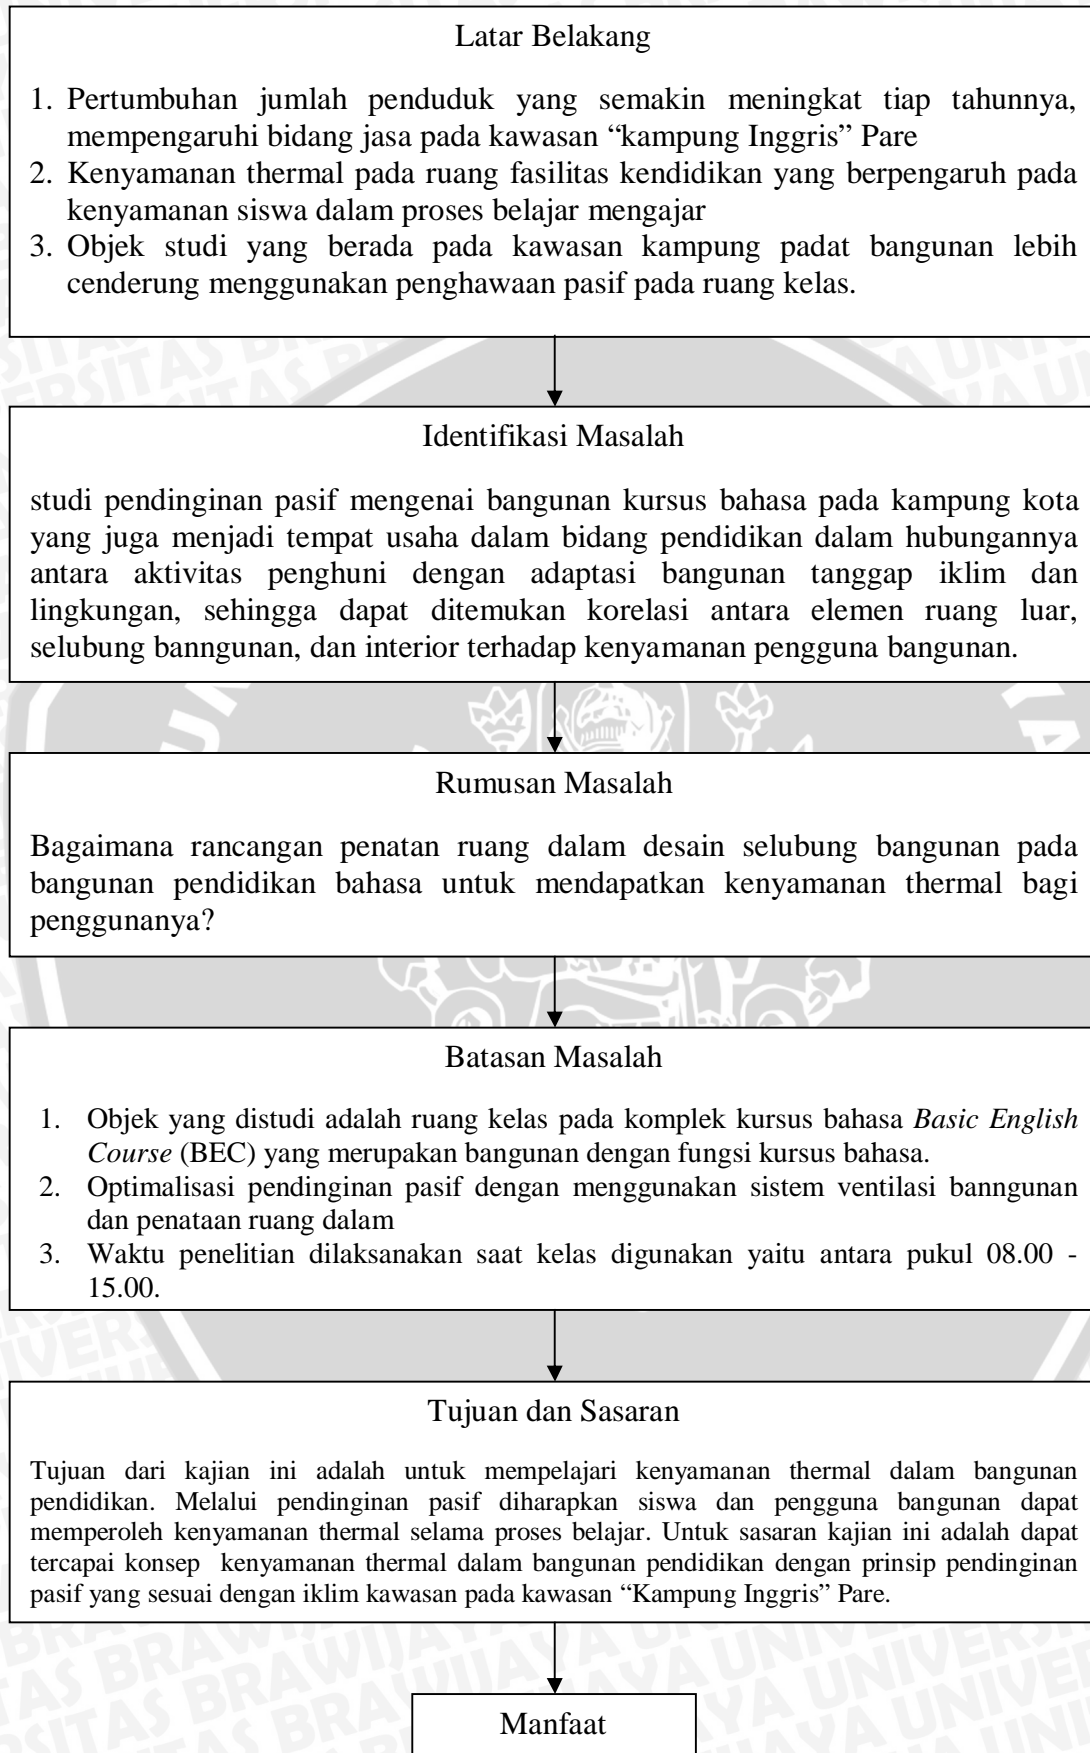 Latar Belakang
1. Pertumbuhan jumlah penduduk yang semakin meningkat tiap tahunnya,
mempengaruhi bidang jasa pada kawasan “kampung Inggris” Pare
2. Kenyamanan thermal pada ruang fasilitas kendidikan yang berpengaruh pada
kenyamanan siswa dalam proses belajar mengajar
3. Objek studi yang berada pada kawasan kampung padat bangunan lebih
cenderung menggunakan penghawaan pasif pada ruang kelas.
Identifikasi Masalah
studi pendinginan pasif mengenai bangunan kursus bahasa pada kampung kota
yang juga menjadi tempat usaha dalam bidang pendidikan dalam hubungannya
antara aktivitas penghuni dengan adaptasi bangunan tanggap iklim dan
lingkungan, sehingga dapat ditemukan korelasi antara elemen ruang luar,
selubung banngunan, dan interior terhadap kenyamanan pengguna bangunan.
Rumusan Masalah
Bagaimana rancangan penatan ruang dalam desain selubung bangunan pada
bangunan pendidikan bahasa untuk mendapatkan kenyamanan thermal bagi
penggunanya?
Batasan Masalah
1. Objek yang distudi adalah ruang kelas pada komplek kursus bahasa Basic English
Course (BEC) yang merupakan bangunan dengan fungsi kursus bahasa.
2. Optimalisasi pendinginan pasif dengan menggunakan sistem ventilasi banngunan
dan penataan ruang dalam
3. Waktu penelitian dilaksanakan saat kelas digunakan yaitu antara pukul 08.00 -
15.00.
Tujuan dan Sasaran
Tujuan dari kajian ini adalah untuk mempelajari kenyamanan thermal dalam bangunan
pendidikan. Melalui pendinginan pasif diharapkan siswa dan pengguna bangunan dapat
memperoleh kenyamanan thermal selama proses belajar. Untuk sasaran kajian ini adalah dapat
tercapai konsep kenyamanan thermal dalam bangunan pendidikan dengan prinsip pendinginan
pasif yang sesuai dengan iklim kawasan pada kawasan “Kampung Inggris” Pare.
Manfaat